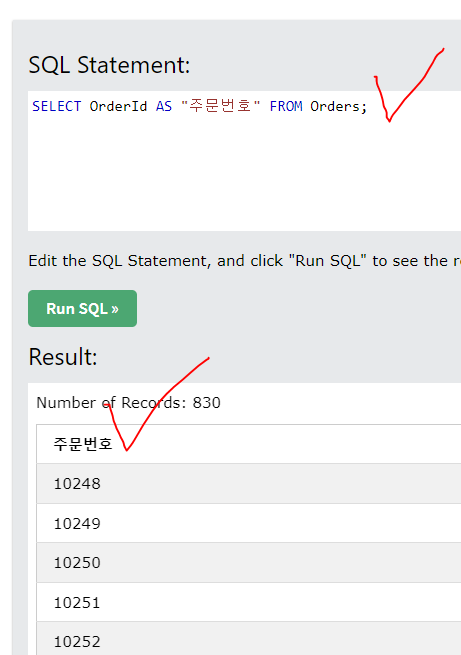 SQL Statement:
SELECT OrderId AS "주문번호" FROM Orders;
Edit the SQL Statement, and click "Run SQL" to see the
Run SQL »
Result:
Number of Records: 830
주문번호
10248
10249
10250
10251
10252